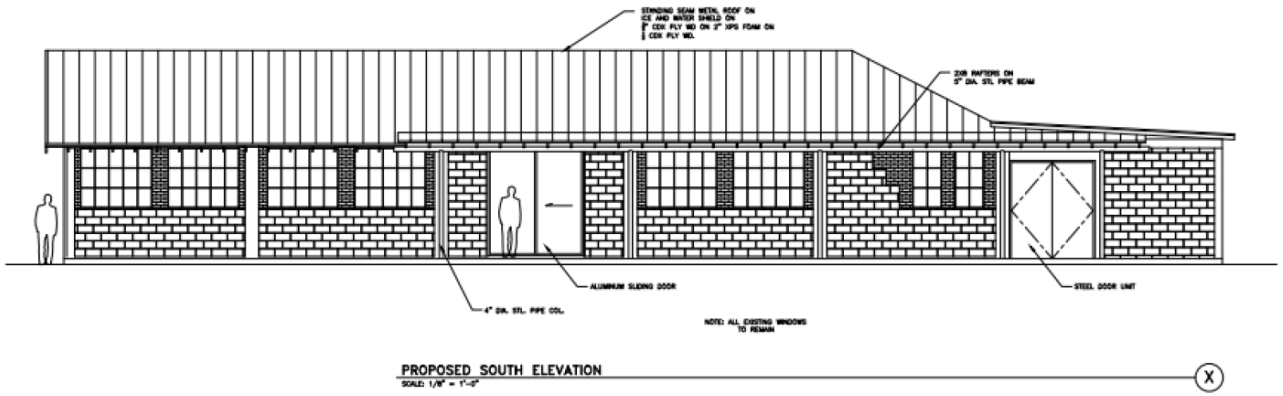 STANDING SEAM METAL ROOF ON
ICE AND WATER SHIELD ON
CDX PLY WD ON 2" XPS FOAM ON
CDX PLY WD.
2X8 RAFTERS ON
5" DIA. STL PIPE BEAM
ALUMINUM SLIDING DOOR
STEEL DOOR UNIT
4" DIA. STL. PIPE COL.
NOTE: ALL EXISTING WINDOWS
TO REMAIN
PROPOSED SOUTH ELEVATION
SCALE: 1/8" = 1'-0"
X